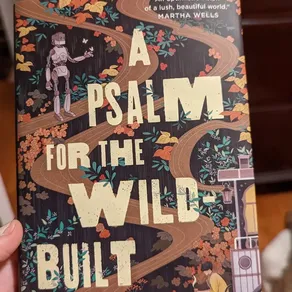 of a lush, beautiful world."
MARTHA WELLS
A
PSALM
FOR THE
WILD-
BUILT